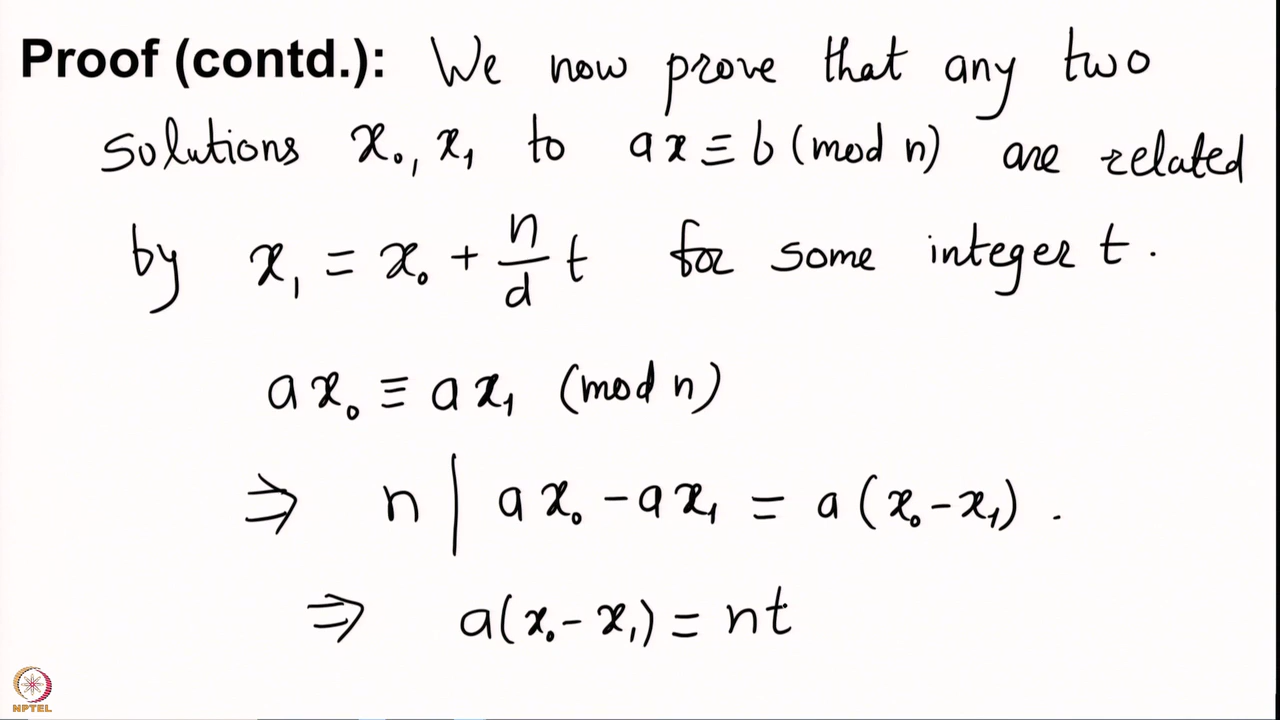 Proof (contd.): We now prove that any two
solutions x₀, x₁ to ax ≡ b (mod n) are related
by x₁ = x₀ + n/d t for some integer t.
ax₀ ≡ ax₁ (mod n)
⇒ n | ax₀ - ax₁ = a(x₀ - x₁).
⇒ a(x₀ - x₁) = nt
NPTEL